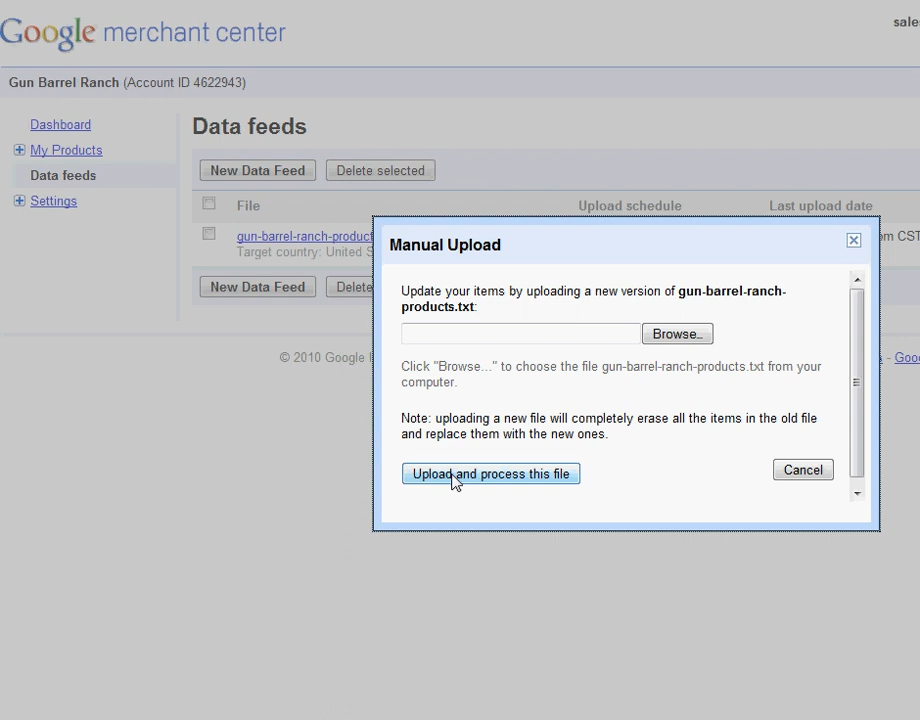 Google merchant center
sale
Gun Barrel Ranch (Account ID 4622943)
Dashboard
My Products
Data feeds
Settings
Data feeds
New Data Feed
Delete selected
File
Upload schedule
Last upload date
gun-barrel-ranch-product
m CST
Target country: United S
New Data Feed
Delete
© 2010 Google
- Goo
Manual Upload
Update your items by uploading a new version of gun-barrel-ranch-
products.txt:
Browse...
Click "Browse..." to choose the file gun-barrel-ranch-products.txt from your
computer.
Note: uploading a new file will completely erase all the items in the old file
and replace them with the new ones.
Upload and process this file
Cancel